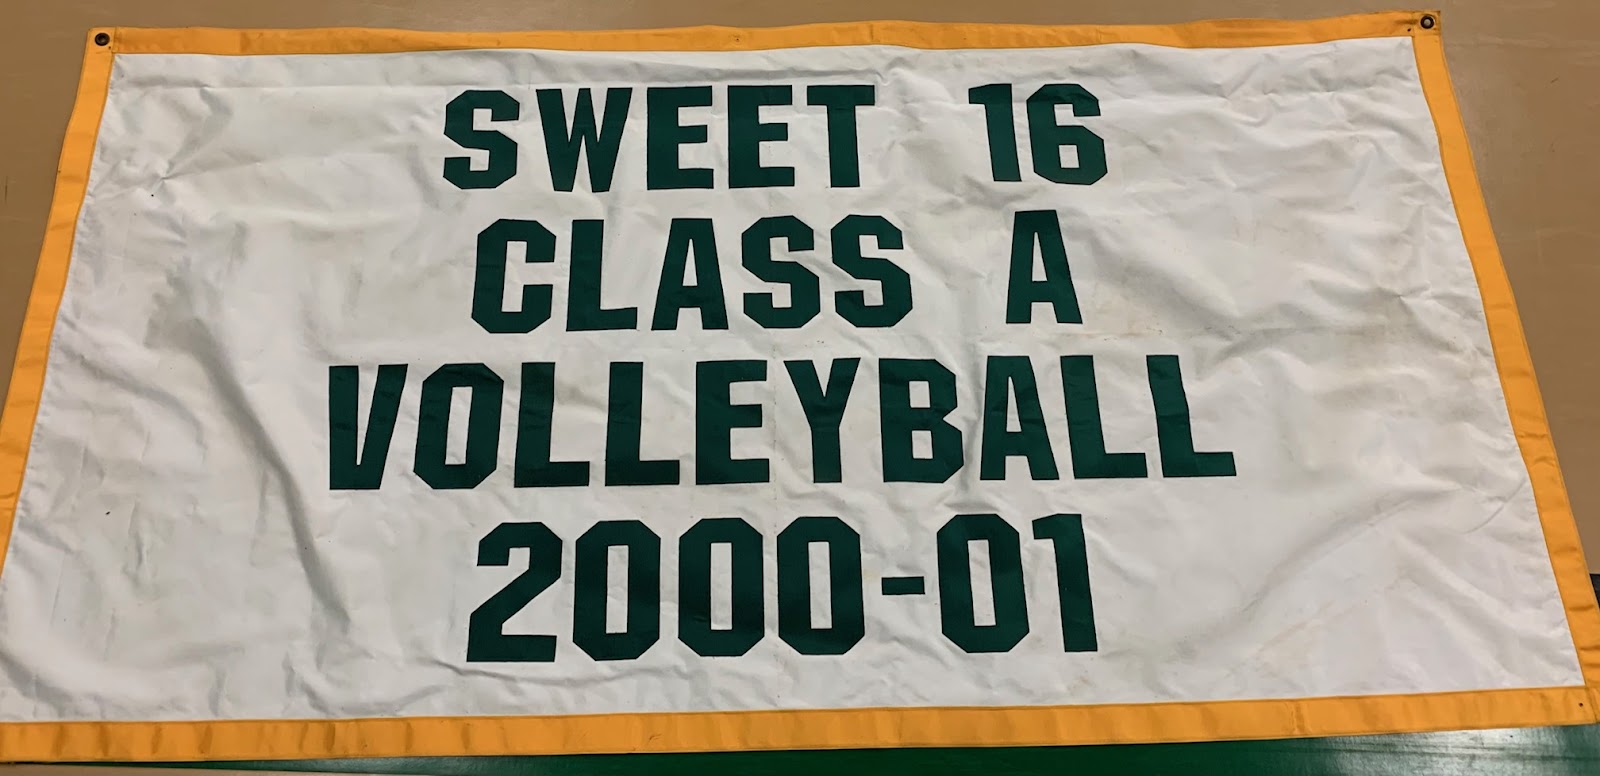 SWEET 16
CLASS A
VOLLEYBALL
2000-01